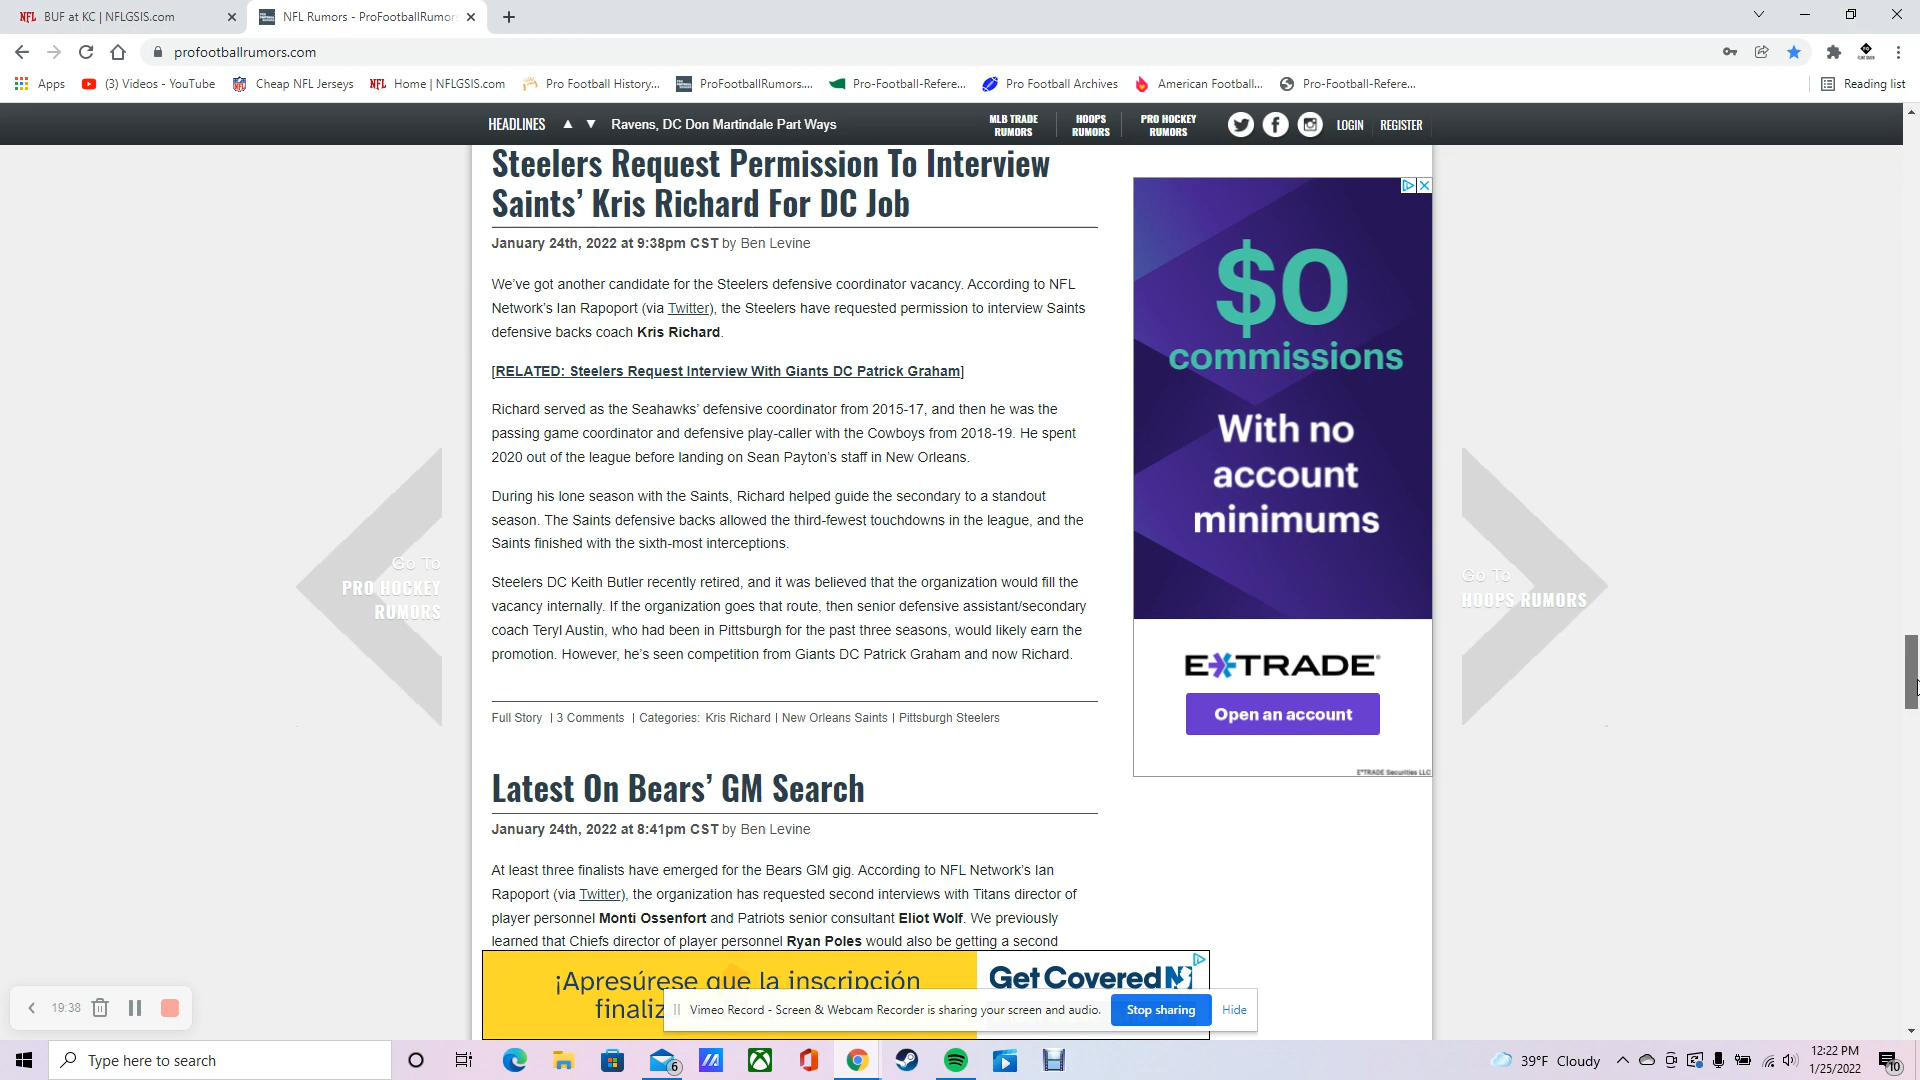 NFL BUF at KC | NFLGSIS.com
NFL Rumors - ProFootballRumor
profootballrumors.com
Apps
(3) Videos - YouTube
Cheap NFL Jerseys
NFL Home | NFLGSIS.com
Pro Football History...
ProFootballRumors....
Pro-Football-Refere...
Pro Football Archives
American Football...
Pro-Football-Refere...
Reading list
HEADLINES ▲ ▼ Ravens, DC Don Martindale Part Ways
MLB TRADE
RUMORS
HOOPS
RUMORS
PRO HOCKEY
RUMORS
LOGIN
REGISTER
Steelers Request Permission To Interview
Saints’ Kris Richard For DC Job
January 24th, 2022 at 9:38pm CST by Ben Levine
We’ve got another candidate for the Steelers defensive coordinator vacancy. According to NFL
Network’s Ian Rapoport (via Twitter), the Steelers have requested permission to interview Saints
defensive backs coach Kris Richard.
[RELATED: Steelers Request Interview With Giants DC Patrick Graham]
Richard served as the Seahawks’ defensive coordinator from 2015-17, and then he was the
passing game coordinator and defensive play-caller with the Cowboys from 2018-19. He spent
2020 out of the league before landing on Sean Payton’s staff in New Orleans.
During his lone season with the Saints, Richard helped guide the secondary to a standout
season. The Saints defensive backs allowed the third-fewest touchdowns in the league, and the
Saints finished with the sixth-most interceptions.
Steelers DC Keith Butler recently retired, and it was believed that the organization would fill the
vacancy internally. If the organization goes that route, then senior defensive assistant/secondary
coach Teryl Austin, who had been in Pittsburgh for the past three seasons, would likely earn the
promotion. However, he’s seen competition from Giants DC Patrick Graham and now Richard.
Full Story | 3 Comments | Categories: Kris Richard | New Orleans Saints | Pittsburgh Steelers
Latest On Bears’ GM Search
January 24th, 2022 at 8:41pm CST by Ben Levine
At least three finalists have emerged for the Bears GM gig. According to NFL Network’s Ian
Rapoport (via Twitter), the organization has requested second interviews with Titans director of
player personnel Monti Ossenfort and Patriots senior consultant Eliot Wolf. We previously
learned that Chiefs director of player personnel Ryan Poles would also be getting a second
$0
commissions
With no
account
minimums
E*TRADE
Open an account
E*TRADE Securities LLC
Go To
PRO HOCKEY
RUMORS
Go To
HOOPS RUMORS
¡Apresúrese que la inscripción
finaliz
GetCoveredNJ
Vimeo Record - Screen & Webcam Recorder is sharing your screen and audio.
Stop sharing
Hide
19:38
Type here to search
6
39°F Cloudy
12:22 PM
1/25/2022
10